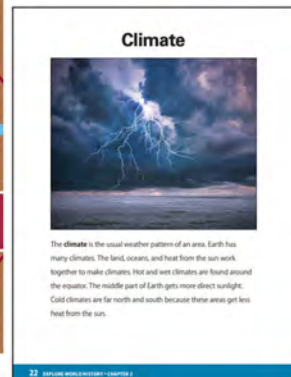 Climate
The climate is the usual weather pattern of an area. Earth has
many climates. The land, oceans, and heat from the sun work
together to make climates. Hot and wet climates are found around
the equator. The middle part of Earth gets more direct sunlight.
Cold climates are far north and south because these areas get less
heat from the sun.
22 EXPLORE WORLD HISTORY • CHAPTER 2